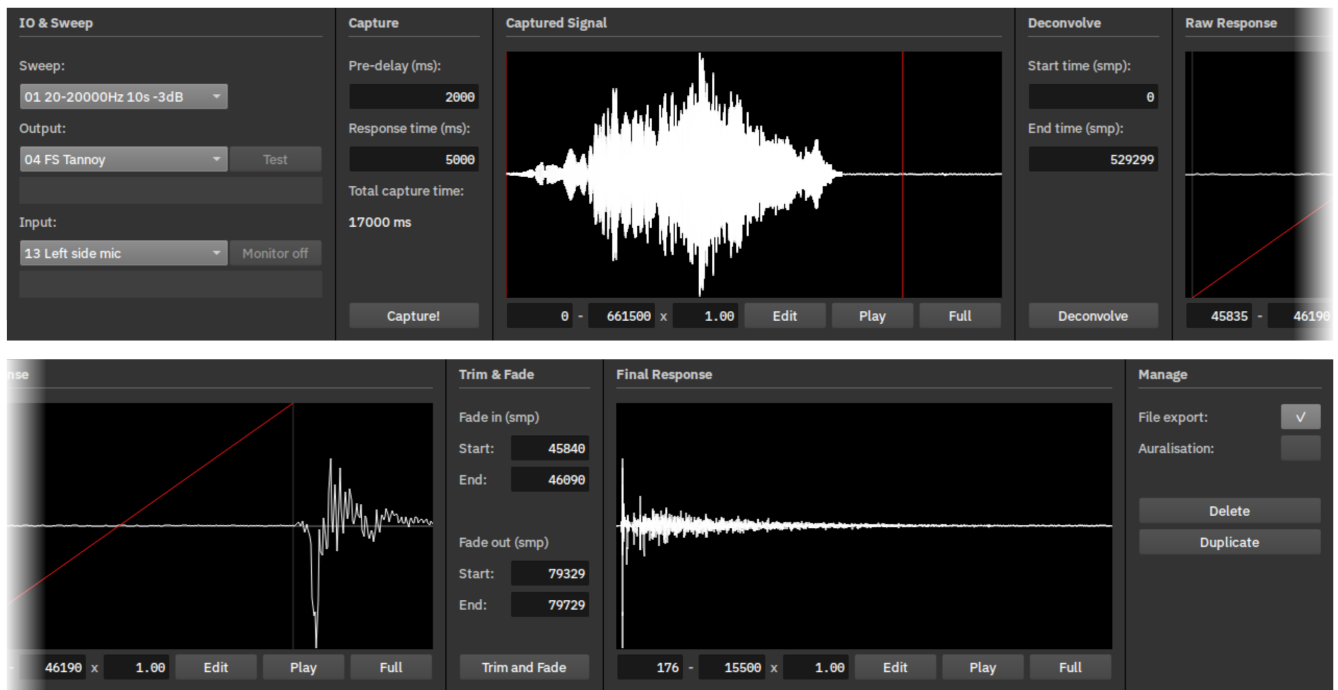 IO & Sweep
Sweep:
01 20-20000Hz 10s -3dB
Output:
04 FS Tannoy
Test
Input:
13 Left side mic
Monitor off
Capture
Pre-delay (ms):
2000
Response time (ms):
5000
Total capture time:
17000 ms
Capture!
Captured Signal
0 - 661500 x 1.00 Edit Play Full
Deconvolve
Start time (smp):
0
End time (smp):
529299
Deconvolve
Raw Response
45835 - 46190
nse
- 46190 x 1.00 Edit Play Full
Trim & Fade
Fade in (smp)
Start: 45840
End: 46090
Fade out (smp)
Start: 79329
End: 79729
Trim and Fade
Final Response
176 - 15500 x 1.00 Edit Play Full
Manage
File export: √
Auralisation:
Delete
Duplicate